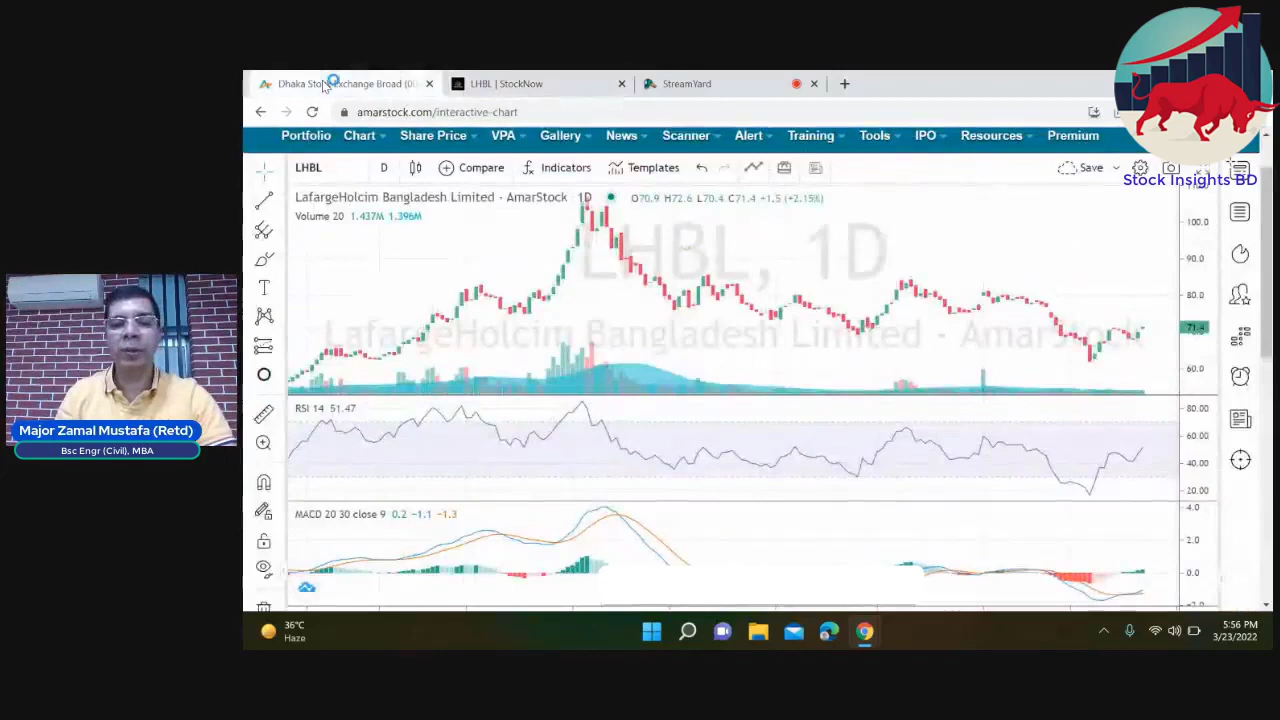 Dhaka Stock Exchange Broad (00
LHBL | StockNow
StreamYard
amarstock.com/interactive-chart
Portfolio Chart Share Price VPA Gallery News Scanner Alert Training Tools IPO Resources Premium
Stock Insights BD
LHBL D Compare Indicators Templates Save
LafargeHolcim Bangladesh Limited - AmarStock 1D O70.9 H72.6 L70.4 C71.4 +1.5 (+2.15%)
Volume 20 1.437M 1.396M
LHBL, 1D
LafargeHolcim Bangladesh Limited - AmarStock
100.0
90.0
80.0
71.4
60.0
RSI 14 51.47
80.00
60.00
40.00
20.00
MACD 20 30 close 9 0.2 −1.1 −1.3
4.0
2.0
0.0
Major Zamal Mustafa (Retd)
Bsc Engr (Civil), MBA
36°C
Haze
5:56 PM
3/23/2022